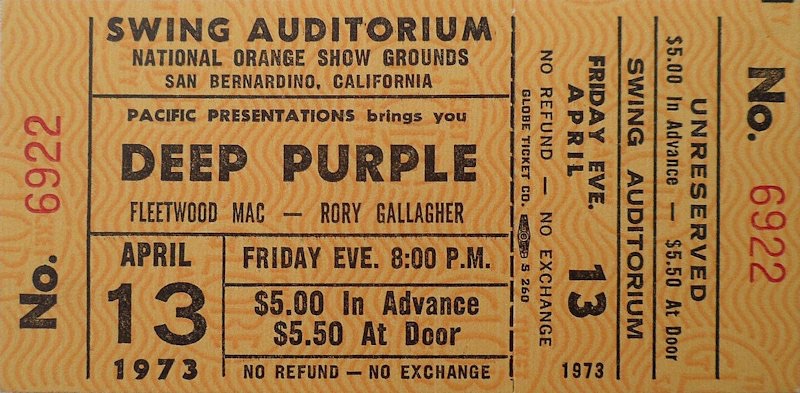 No. 6922
SWING AUDITORIUM
NATIONAL ORANGE SHOW GROUNDS
SAN BERNARDINO, CALIFORNIA
PACIFIC PRESENTATIONS brings you
DEEP PURPLE
FLEETWOOD MAC — RORY GALLAGHER
APRIL
13
1973
FRIDAY EVE. 8:00 P.M.
$5.00 In Advance
$5.50 At Door
NO REFUND — NO EXCHANGE
GLOBE TICKET CO. S 260
NO REFUND — NO EXCHANGE
FRIDAY EVE.
APRIL
13
1973
SWING AUDITORIUM
UNRESERVED
$5.00 In Advance — $5.50 At Door
No. 6922